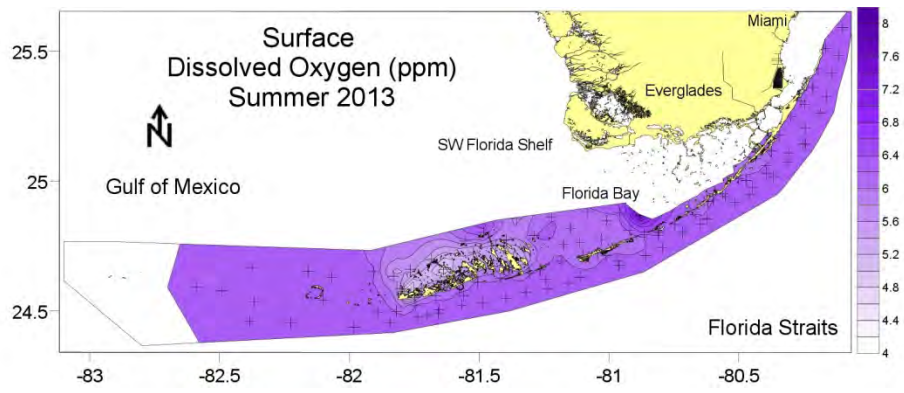 Surface
Dissolved Oxygen (ppm)
Summer 2013
N
Gulf of Mexico
Miami
Everglades
SW Florida Shelf
Florida Bay
Florida Straits
25.5
25
24.5
-83
-82.5
-82
-81.5
-81
-80.5
8
7.6
7.2
6.8
6.4
6
5.6
5.2
4.8
4.4
4